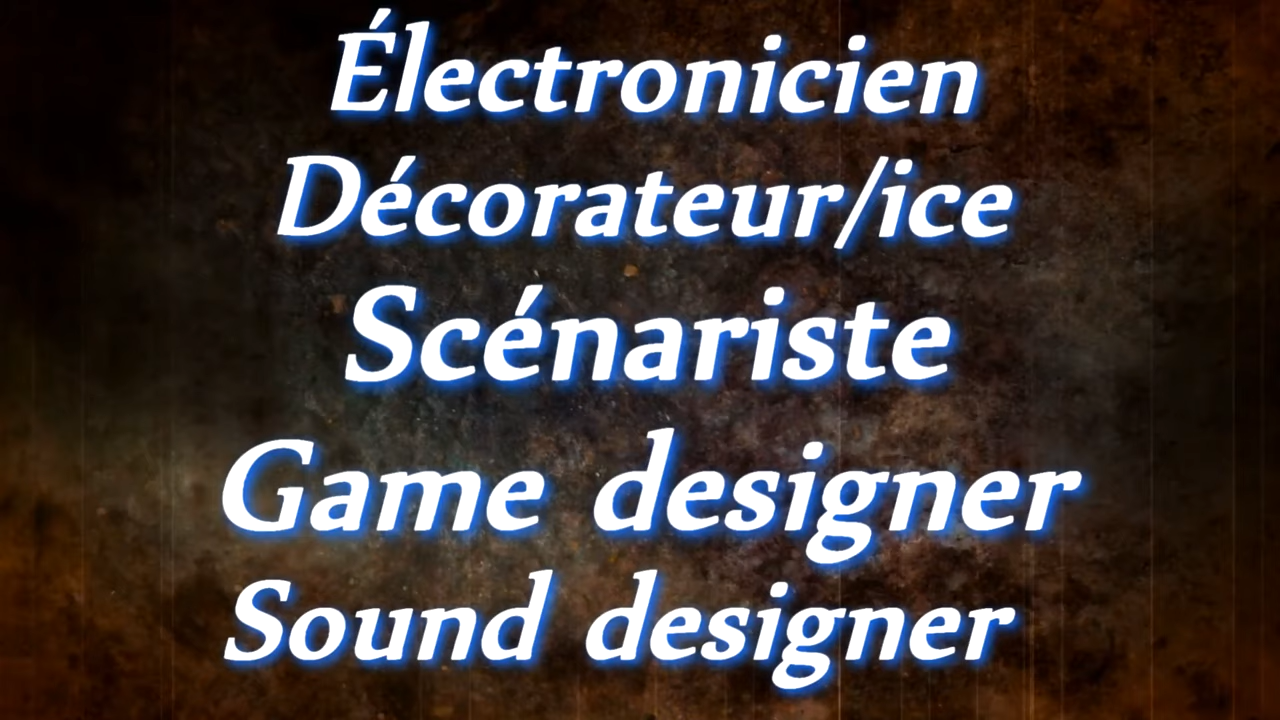 Électronicien
Décorateur/ice
Scénariste
Game designer
Sound designer